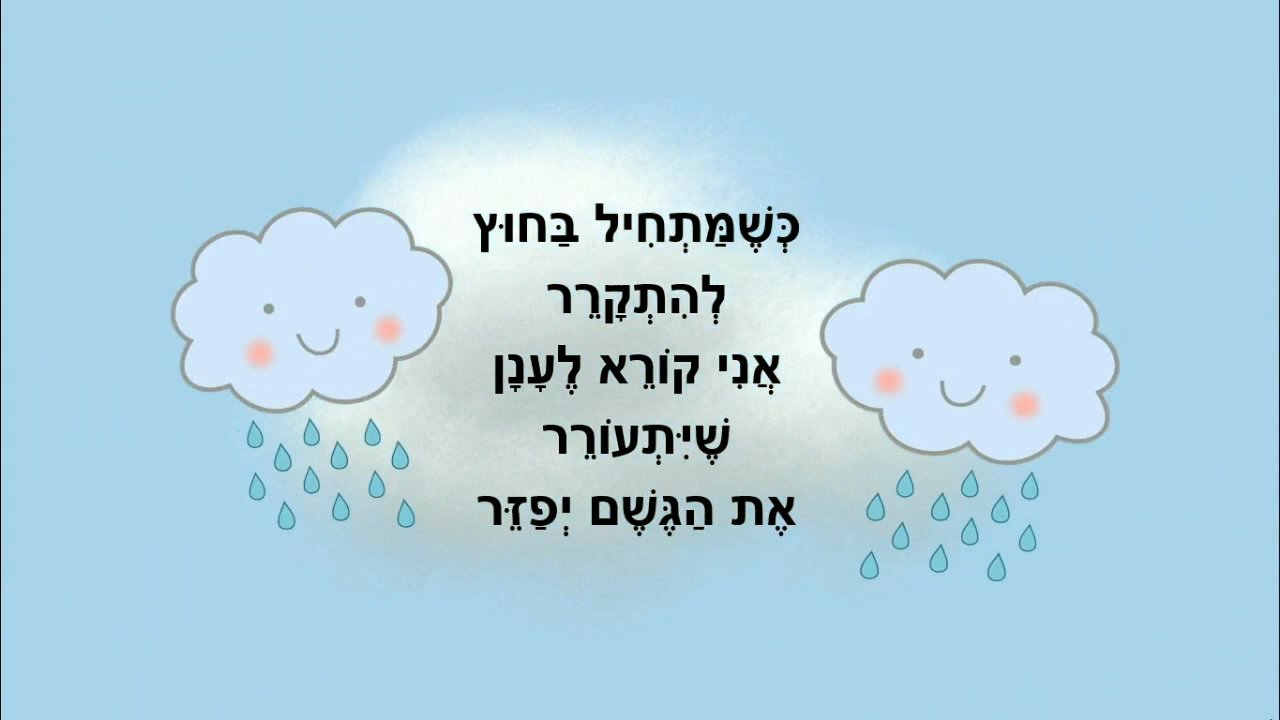 כְּשֶׁמַּתְחִיל בַּחוּץ
לְהִתְקָרֵר
אֲנִי קוֹרֵא לֶעָנָן
שֶׁיִּתְעוֹרֵר
אֶת הַגֶּשֶׁם יְפַזֵּר